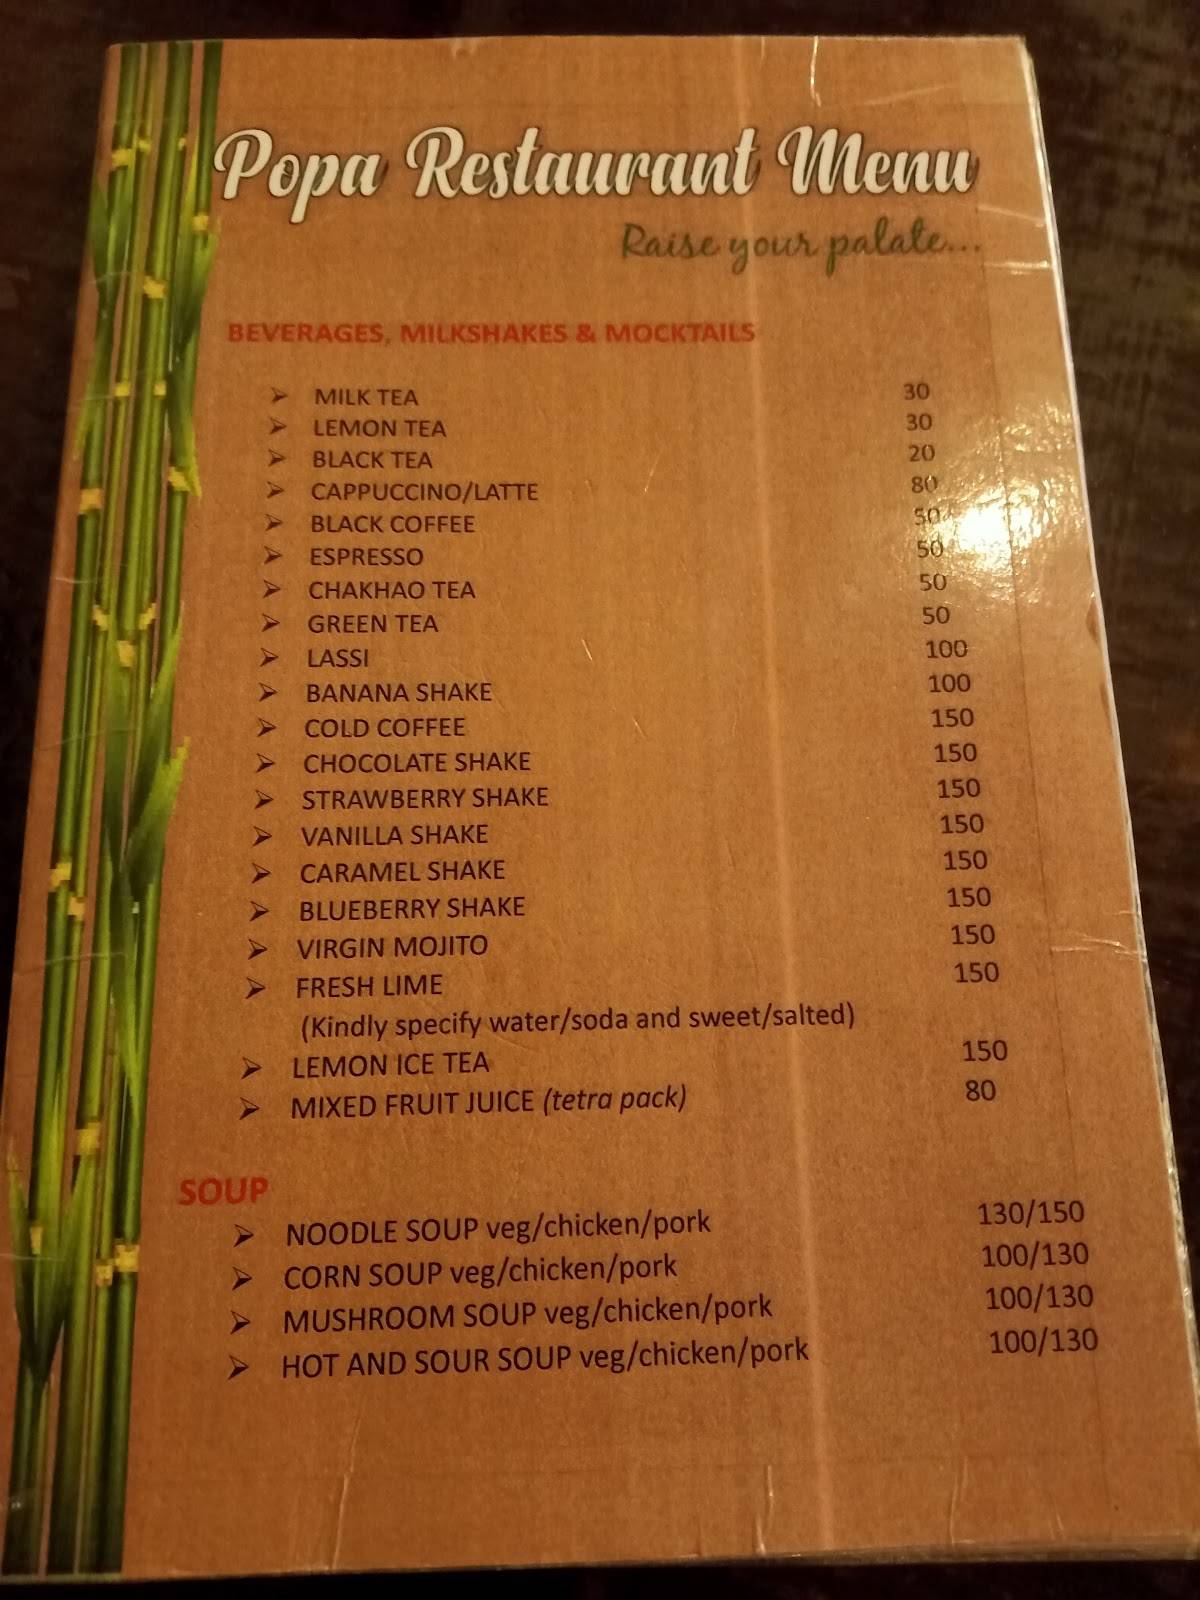 Popa Restaurant Menu
Raise your palate...
BEVERAGES, MILKSHAKES & MOCKTAILS
➢ MILK TEA 30
➢ LEMON TEA 30
➢ BLACK TEA 20
➢ CAPPUCCINO/LATTE 80
➢ BLACK COFFEE 50
➢ ESPRESSO 50
➢ CHAKHAO TEA 50
➢ GREEN TEA 50
➢ LASSI 100
➢ BANANA SHAKE 100
➢ COLD COFFEE 150
➢ CHOCOLATE SHAKE 150
➢ STRAWBERRY SHAKE 150
➢ VANILLA SHAKE 150
➢ CARAMEL SHAKE 150
➢ BLUEBERRY SHAKE 150
➢ VIRGIN MOJITO 150
➢ FRESH LIME 150
(Kindly specify water/soda and sweet/salted)
➢ LEMON ICE TEA 150
➢ MIXED FRUIT JUICE (tetra pack) 80
SOUP
➢ NOODLE SOUP veg/chicken/pork 130/150
➢ CORN SOUP veg/chicken/pork 100/130
➢ MUSHROOM SOUP veg/chicken/pork 100/130
➢ HOT AND SOUR SOUP veg/chicken/pork 100/130